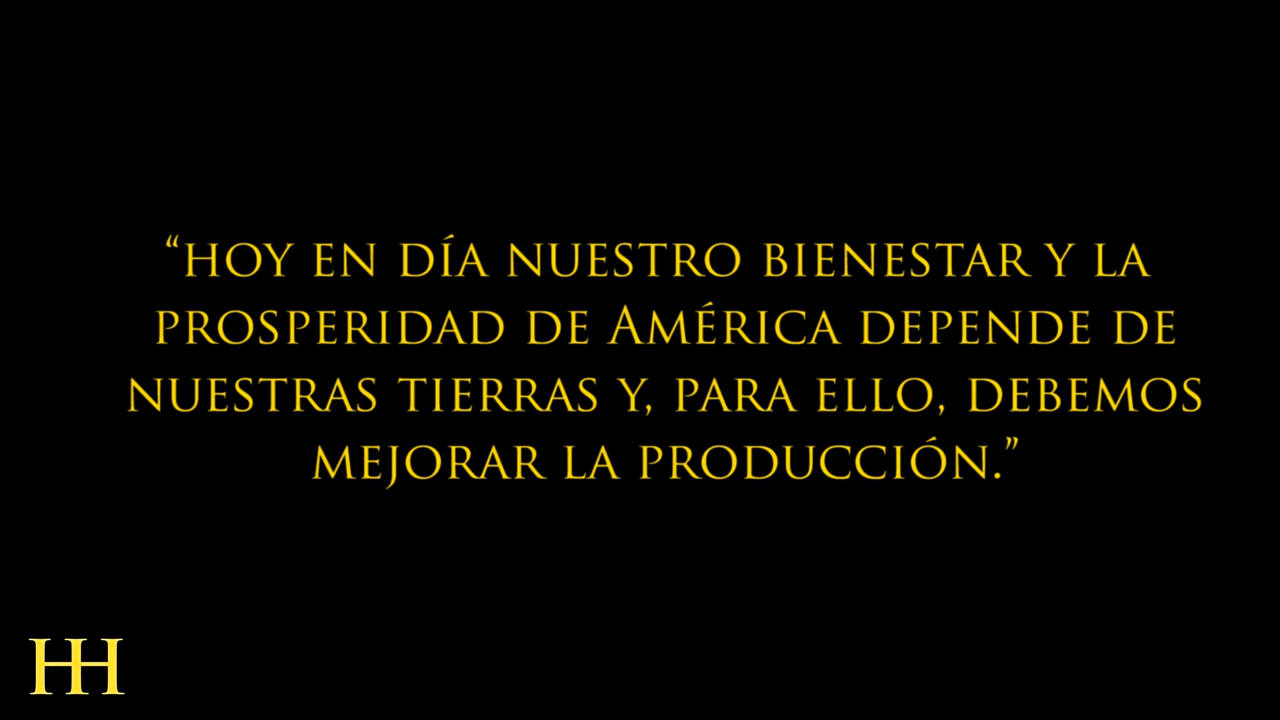 “HOY EN DÍA NUESTRO BIENESTAR Y LA
PROSPERIDAD DE AMÉRICA DEPENDE DE
NUESTRAS TIERRAS Y, PARA ELLO, DEBEMOS
MEJORAR LA PRODUCCIÓN.”
HH